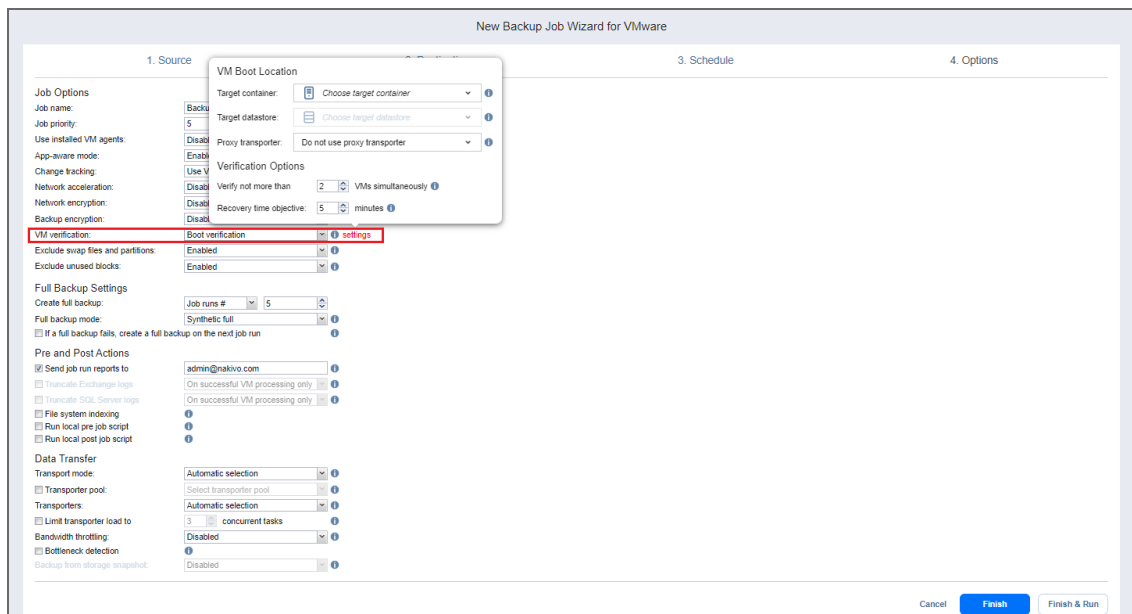 New Backup Job Wizard for VMware
1. Source
3. Schedule
4. Options
VM Boot Location
Target container: Choose target container
Target datastore: Choose target datastore
Proxy transporter: Do not use proxy transporter
Verification Options
Verify not more than 2 VMs simultaneously
Recovery time objective: 5 minutes
Job Options
Job name: Backu
Job priority: 5
Use installed VM agents: Disabl
App-aware mode: Enabl
Change tracking: Use V
Network acceleration: Disabl
Network encryption: Disabl
Backup encryption: Disabl
VM verification: Boot verification settings
Exclude swap files and partitions: Enabled
Exclude unused blocks: Enabled
Full Backup Settings
Create full backup: Job runs # 5
Full backup mode: Synthetic full
If a full backup fails, create a full backup on the next job run
Pre and Post Actions
Send job run reports to admin@nakivo.com
Truncate Exchange logs On successful VM processing only
Truncate SQL Server logs On successful VM processing only
File system indexing
Run local pre job script
Run local post job script
Data Transfer
Transport mode: Automatic selection
Transporter pool: Select transporter pool
Transporters: Automatic selection
Limit transporter load to 3 concurrent tasks
Bandwidth throttling: Disabled
Bottleneck detection
Backup from storage snapshot: Disabled
Cancel Finish Finish & Run